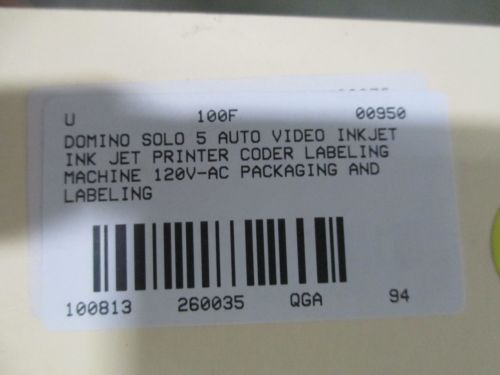 U 100F 00950
DOMINO SOLO 5 AUTO VIDEO INKJET
INK JET PRINTER CODER LABELING
MACHINE 120V-AC PACKAGING AND
LABELING
100813 260035 QGA 94